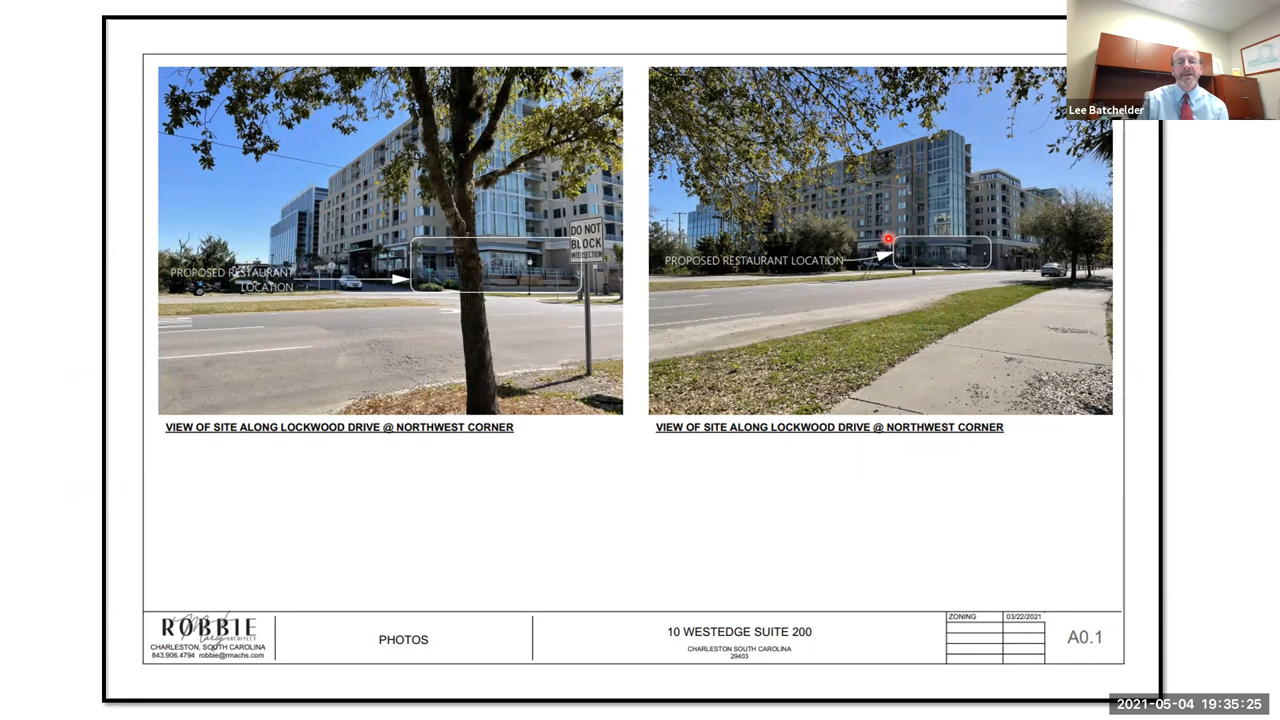 Lee Batchelder
DO NOT
BLOCK
INTERSECTION
PROPOSED RESTAURANT
LOCATION
PROPOSED RESTAURANT LOCATION
VIEW OF SITE ALONG LOCKWOOD DRIVE @ NORTHWEST CORNER
VIEW OF SITE ALONG LOCKWOOD DRIVE @ NORTHWEST CORNER
ROBBIE
ARCHITECT
CHARLESTON, SOUTH CAROLINA
843.906.4794 robbie@rmachs.com
PHOTOS
10 WESTEDGE SUITE 200
CHARLESTON SOUTH CAROLINA
29403
ZONING 03/22/2021
A0.1
2021-05-04 19:35:25